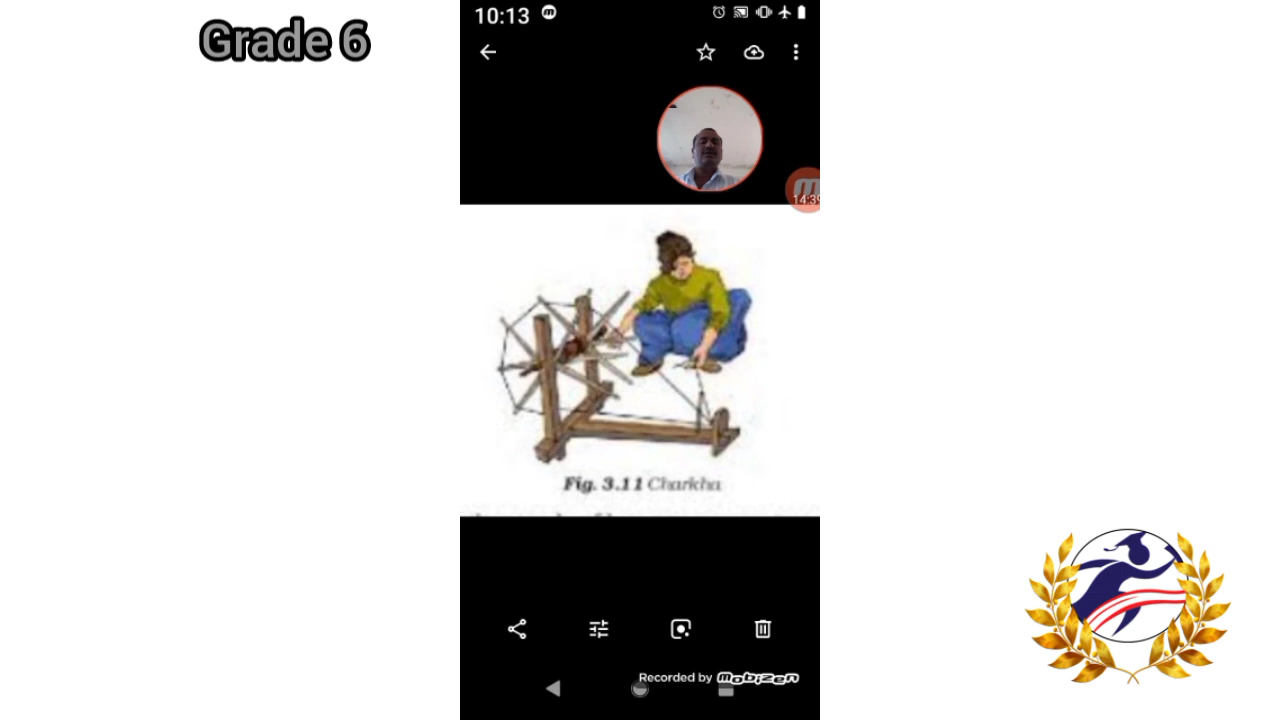 Grade 6
10:13
14:39
Fig. 3.11 Charkha
Recorded by Mobizen